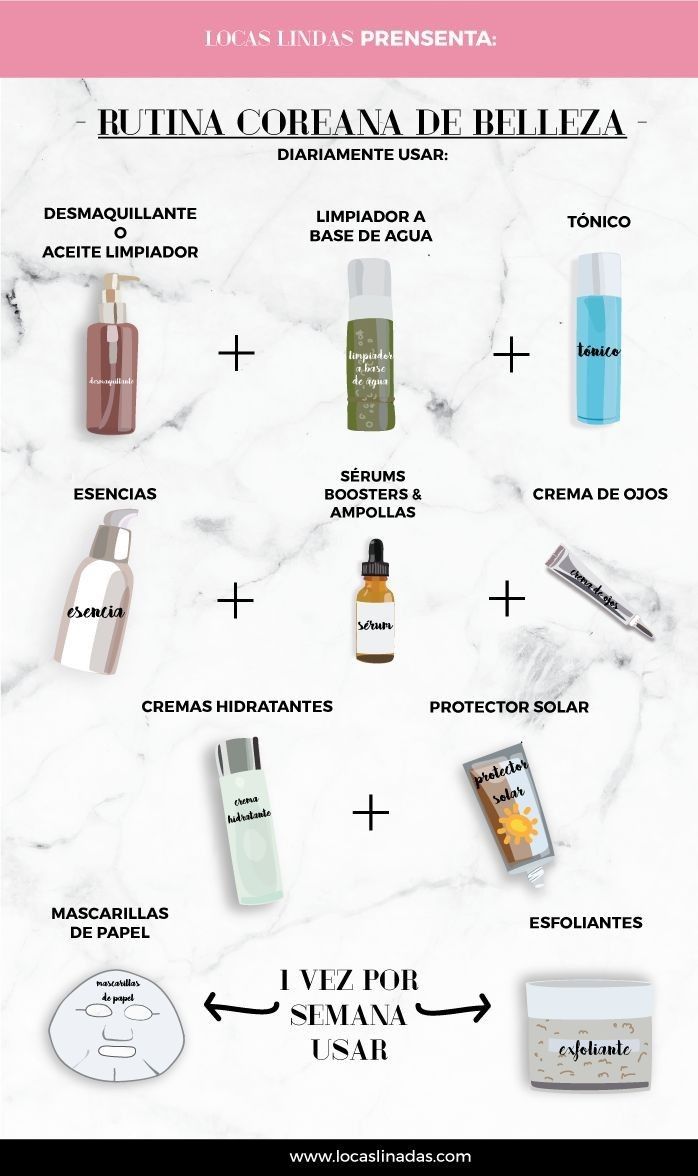 LOCAS LINDAS PRENSENTA:
- RUTINA COREANA DE BELLEZA -
DIARIAMENTE USAR:
DESMAQUILLANTE
O
ACEITE LIMPIADOR
LIMPIADOR A
BASE DE AGUA
TÓNICO
desmaquillante
limpiador
a base
de agua
tónico
ESENCIAS
SÉRUMS
BOOSTERS &
AMPOLLAS
CREMA DE OJOS
esencia
sérum
crema de ojos
CREMAS HIDRATANTES
PROTECTOR SOLAR
crema
hidratante
protector
solar
MASCARILLAS
DE PAPEL
ESFOLIANTES
mascarillas
de papel
1 VEZ POR
SEMANA
USAR
exfoliante
www.locaslinadas.com